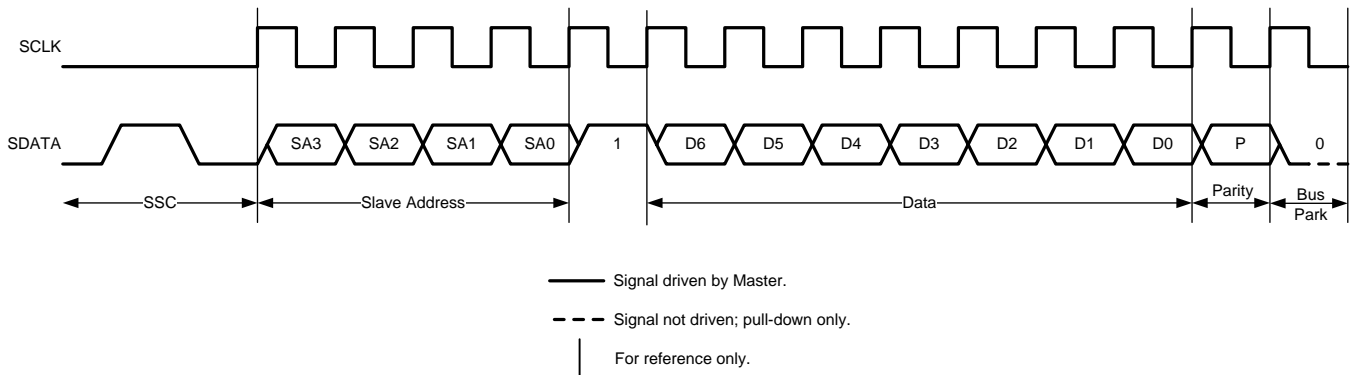 SCLK
SDATA
SA3 SA2 SA1 SA0 1 D6 D5 D4 D3 D2 D1 D0 P 0
SSC Slave Address Data Parity Bus Park
Signal driven by Master.
Signal not driven; pull-down only.
For reference only.